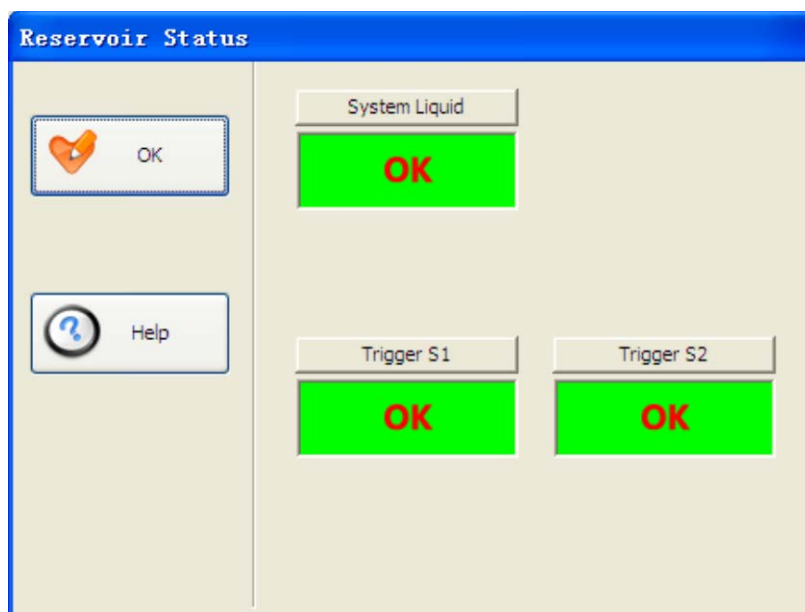 Reservoir Status
OK
Help
System Liquid
OK
Trigger S1
OK
Trigger S2
OK